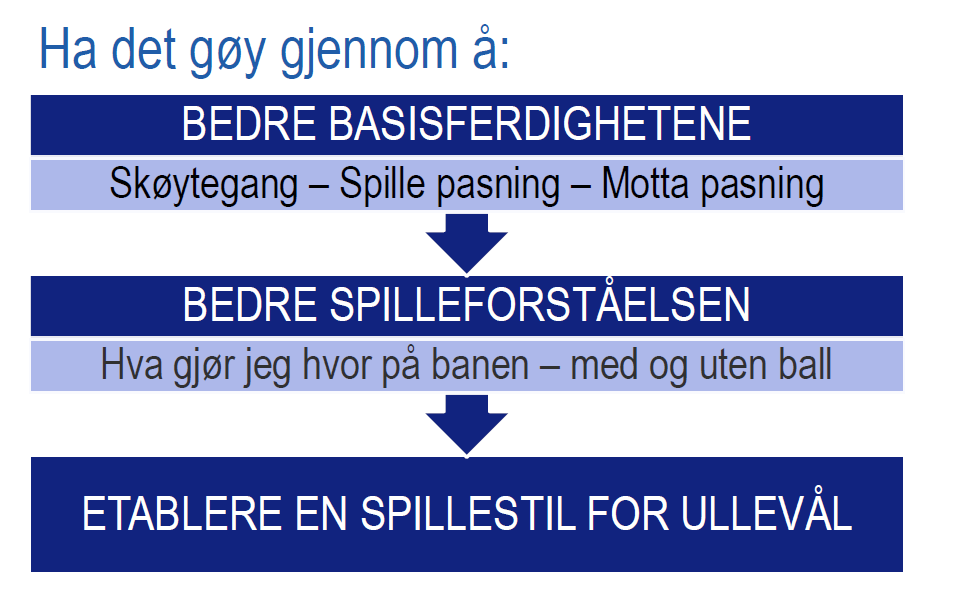 Ha det gøy gjennom å:
BEDRE BASISFERDIGHETENE
Skøytegang – Spille pasning – Motta pasning
BEDRE SPILLEFORSTÅELSEN
Hva gjør jeg hvor på banen – med og uten ball
ETABLERE EN SPILLESTIL FOR ULLEVÅL